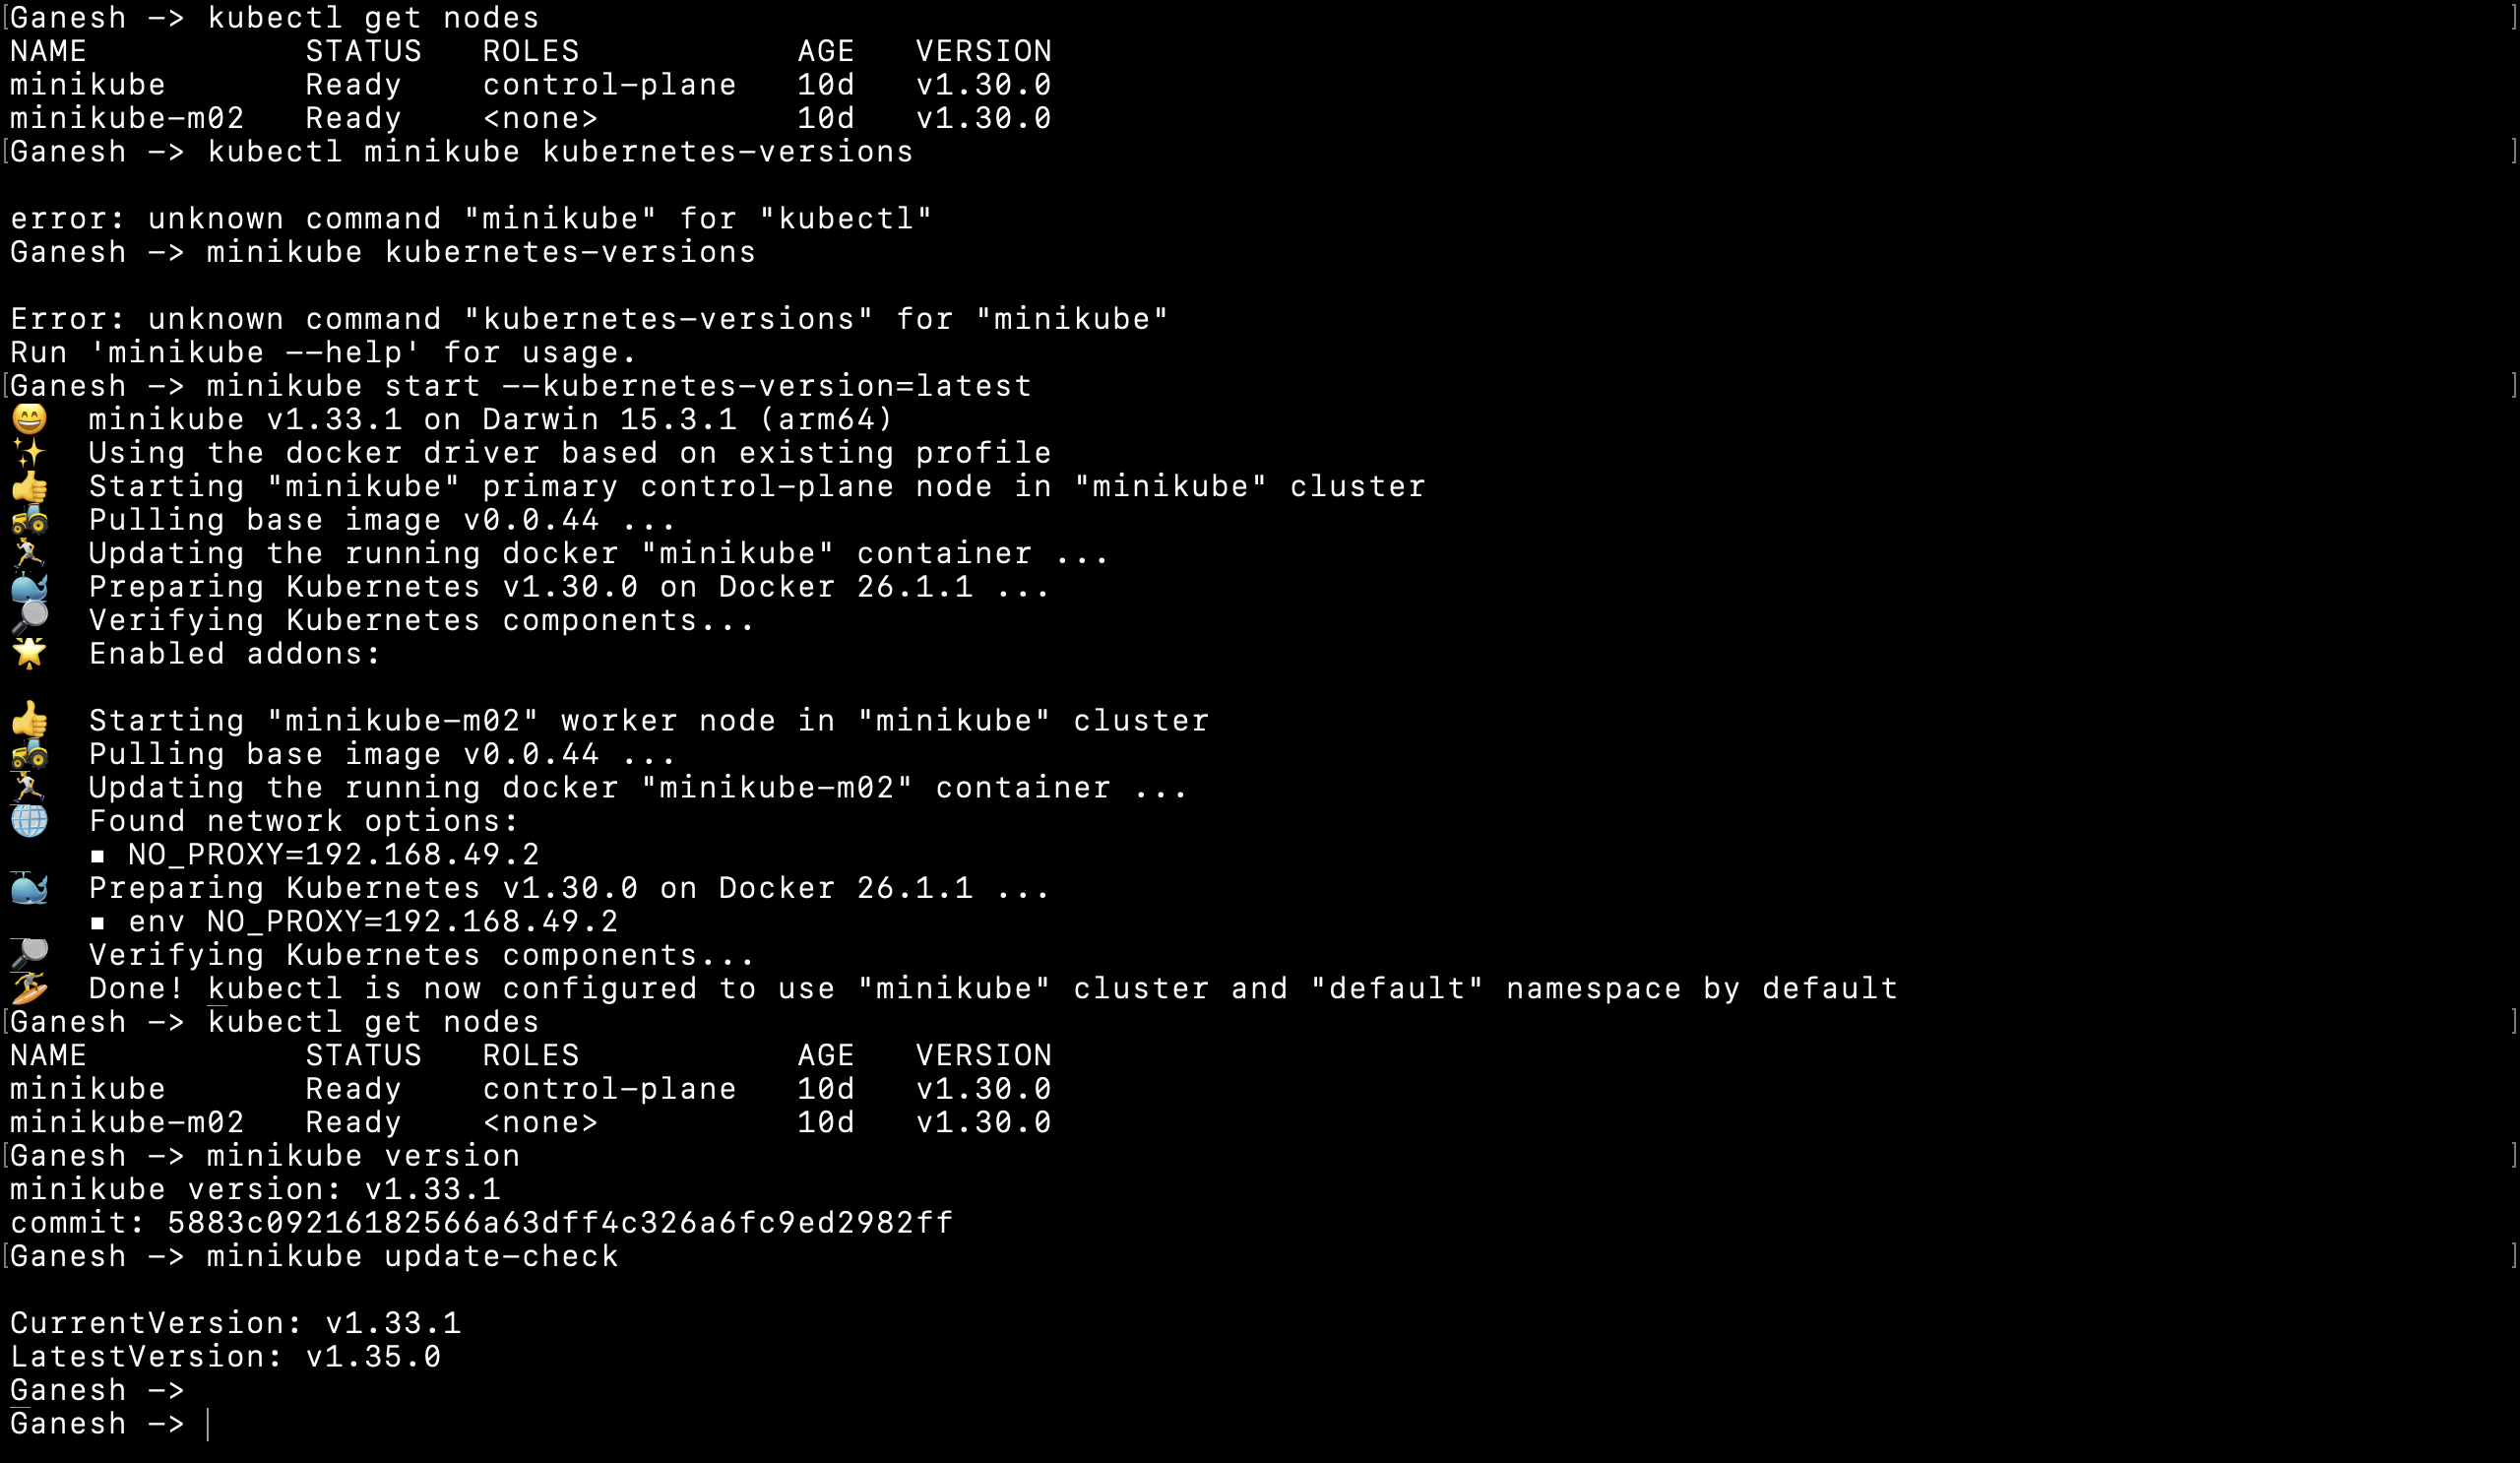 Ganesh -> kubectl get nodes
NAME           STATUS   ROLES           AGE   VERSION
minikube       Ready    control-plane   10d   v1.30.0
minikube-m02   Ready    <none>          10d   v1.30.0
Ganesh -> kubectl minikube kubernetes-versions
error: unknown command "minikube" for "kubectl"
Ganesh -> minikube kubernetes-versions
Error: unknown command "kubernetes-versions" for "minikube"
Run 'minikube --help' for usage.
Ganesh -> minikube start --kubernetes-version=latest
😄  minikube v1.33.1 on Darwin 15.3.1 (arm64)
✨  Using the docker driver based on existing profile
👍  Starting "minikube" primary control-plane node in "minikube" cluster
🚜  Pulling base image v0.0.44 ...
🏃  Updating the running docker "minikube" container ...
🐳  Preparing Kubernetes v1.30.0 on Docker 26.1.1 ...
🔎  Verifying Kubernetes components...
🌟  Enabled addons:
👍  Starting "minikube-m02" worker node in "minikube" cluster
🚜  Pulling base image v0.0.44 ...
🏃  Updating the running docker "minikube-m02" container ...
🌐  Found network options:
    ▪ NO_PROXY=192.168.49.2
🐳  Preparing Kubernetes v1.30.0 on Docker 26.1.1 ...
    ▪ env NO_PROXY=192.168.49.2
🔎  Verifying Kubernetes components...
🏄  Done! kubectl is now configured to use "minikube" cluster and "default" namespace by default
Ganesh -> kubectl get nodes
NAME           STATUS   ROLES           AGE   VERSION
minikube       Ready    control-plane   10d   v1.30.0
minikube-m02   Ready    <none>          10d   v1.30.0
Ganesh -> minikube version
minikube version: v1.33.1
commit: 5883c09216182566a63dff4c326a6fc9ed2982ff
Ganesh -> minikube update-check
CurrentVersion: v1.33.1
LatestVersion: v1.35.0
Ganesh ->
Ganesh ->